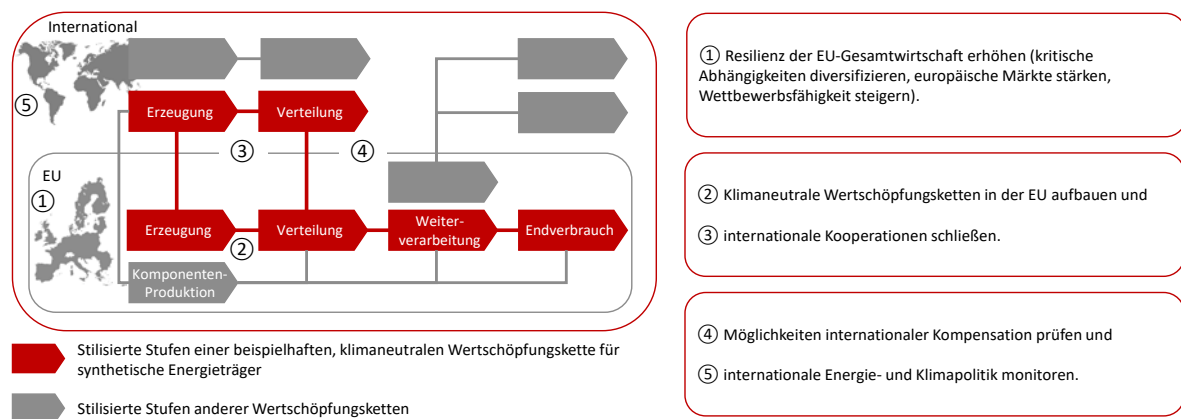 International
⑤
Erzeugung
Verteilung
③
④
EU
①
Erzeugung
②
Verteilung
Weiter-
verarbeitung
Endverbrauch
Komponenten-
Produktion
Stilisierte Stufen einer beispielhaften, klimaneutralen Wertschöpfungskette für
synthetische Energieträger
Stilisierte Stufen anderer Wertschöpfungsketten
① Resilienz der EU-Gesamtwirtschaft erhöhen (kritische
Abhängigkeiten diversifizieren, europäische Märkte stärken,
Wettbewerbsfähigkeit steigern).
② Klimaneutrale Wertschöpfungsketten in der EU aufbauen und
③ internationale Kooperationen schließen.
④ Möglichkeiten internationaler Kompensation prüfen und
⑤ internationale Energie- und Klimapolitik monitoren.